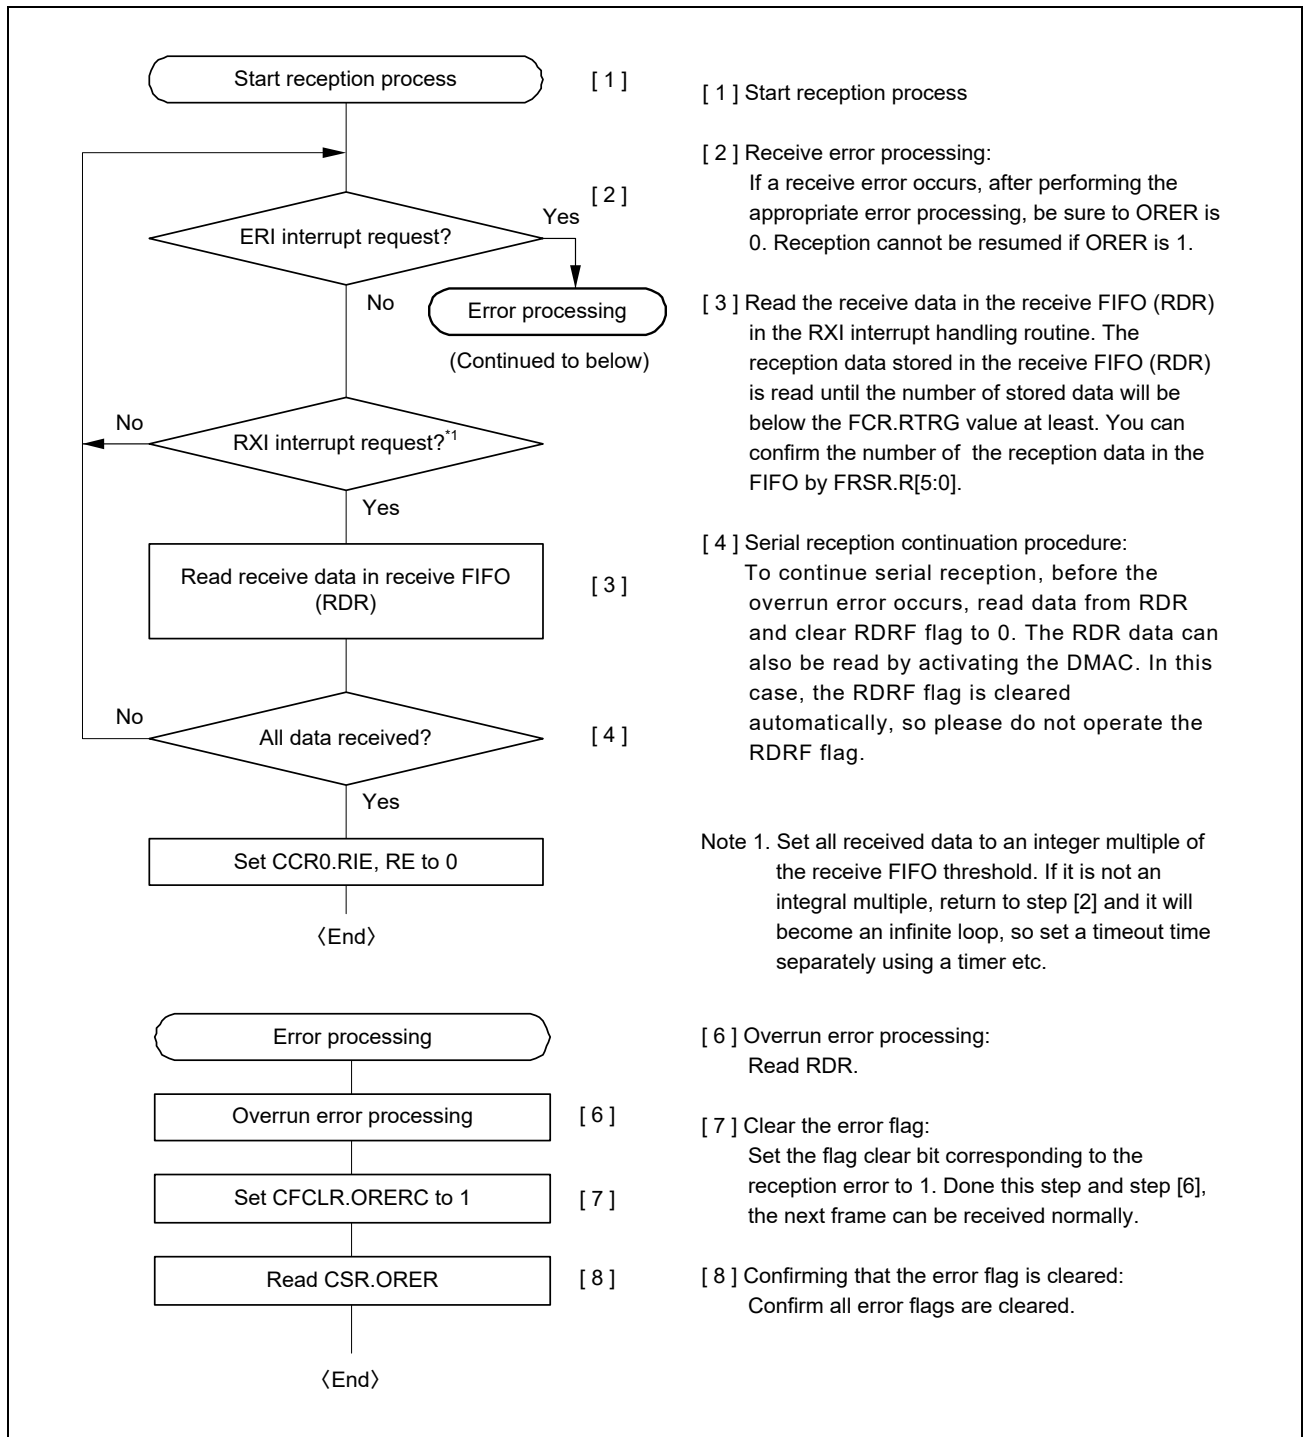 Start reception process
[ 1 ]
[ 2 ]
ERI interrupt request?
Yes
No
Error processing
(Continued to below)
RXI interrupt request?*1
No
Yes
Read receive data in receive FIFO
(RDR)
[ 3 ]
All data received?
[ 4 ]
No
Yes
Set CCR0.RIE, RE to 0
〈End〉
Error processing
Overrun error processing
[ 6 ]
Set CFCLR.ORERC to 1
[ 7 ]
Read CSR.ORER
[ 8 ]
〈End〉
[ 1 ] Start reception process
[ 2 ] Receive error processing:
If a receive error occurs, after performing the
appropriate error processing, be sure to ORER is
0. Reception cannot be resumed if ORER is 1.
[ 3 ] Read the receive data in the receive FIFO (RDR)
in the RXI interrupt handling routine. The
reception data stored in the receive FIFO (RDR)
is read until the number of stored data will be
below the FCR.RTRG value at least. You can
confirm the number of the reception data in the
FIFO by FRSR.R[5:0].
[ 4 ] Serial reception continuation procedure:
To continue serial reception, before the
overrun error occurs, read data from RDR
and clear RDRF flag to 0. The RDR data can
also be read by activating the DMAC. In this
case, the RDRF flag is cleared
automatically, so please do not operate the
RDRF flag.
Note 1. Set all received data to an integer multiple of
the receive FIFO threshold. If it is not an
integral multiple, return to step [2] and it will
become an infinite loop, so set a timeout time
separately using a timer etc.
[ 6 ] Overrun error processing:
Read RDR.
[ 7 ] Clear the error flag:
Set the flag clear bit corresponding to the
reception error to 1. Done this step and step [6],
the next frame can be received normally.
[ 8 ] Confirming that the error flag is cleared:
Confirm all error flags are cleared.